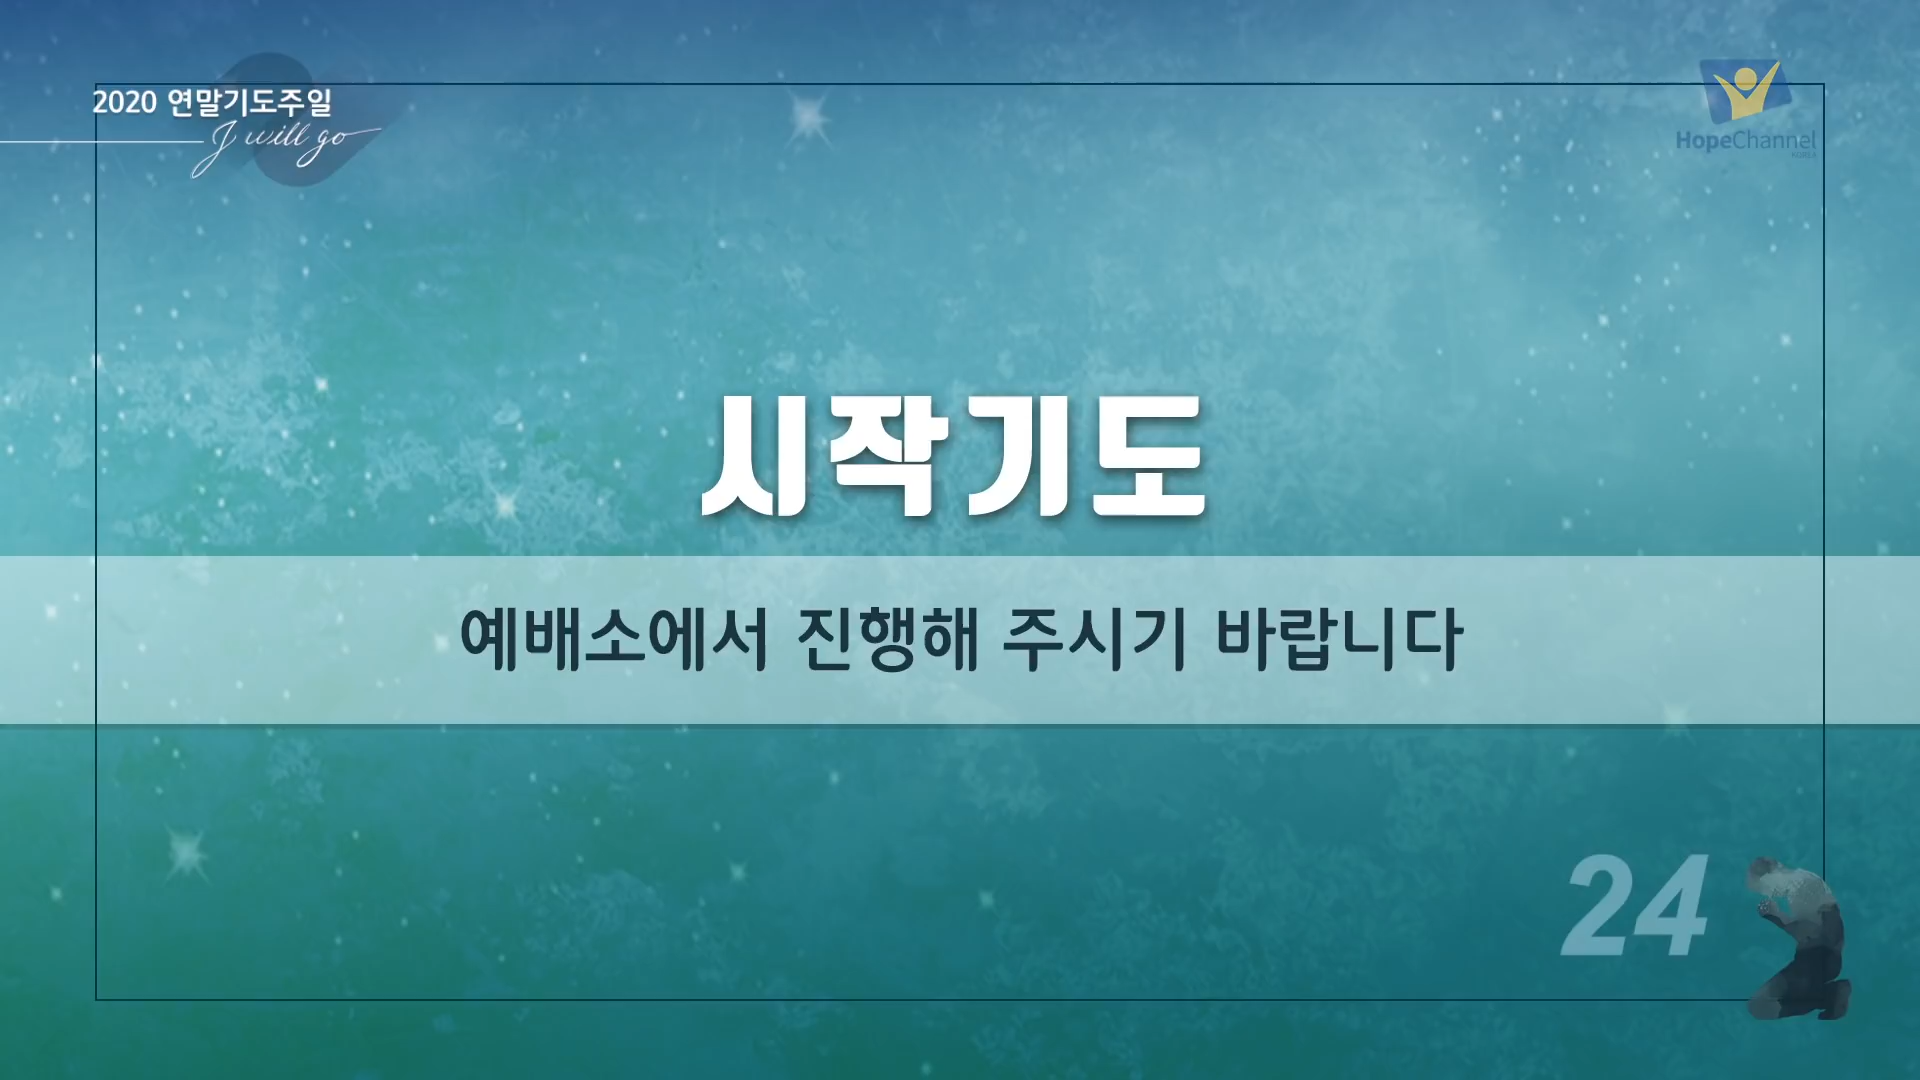 2020 연말기도주일
I will go
HopeChannel
KOREA
시작기도
예배소에서 진행해 주시기 바랍니다
24